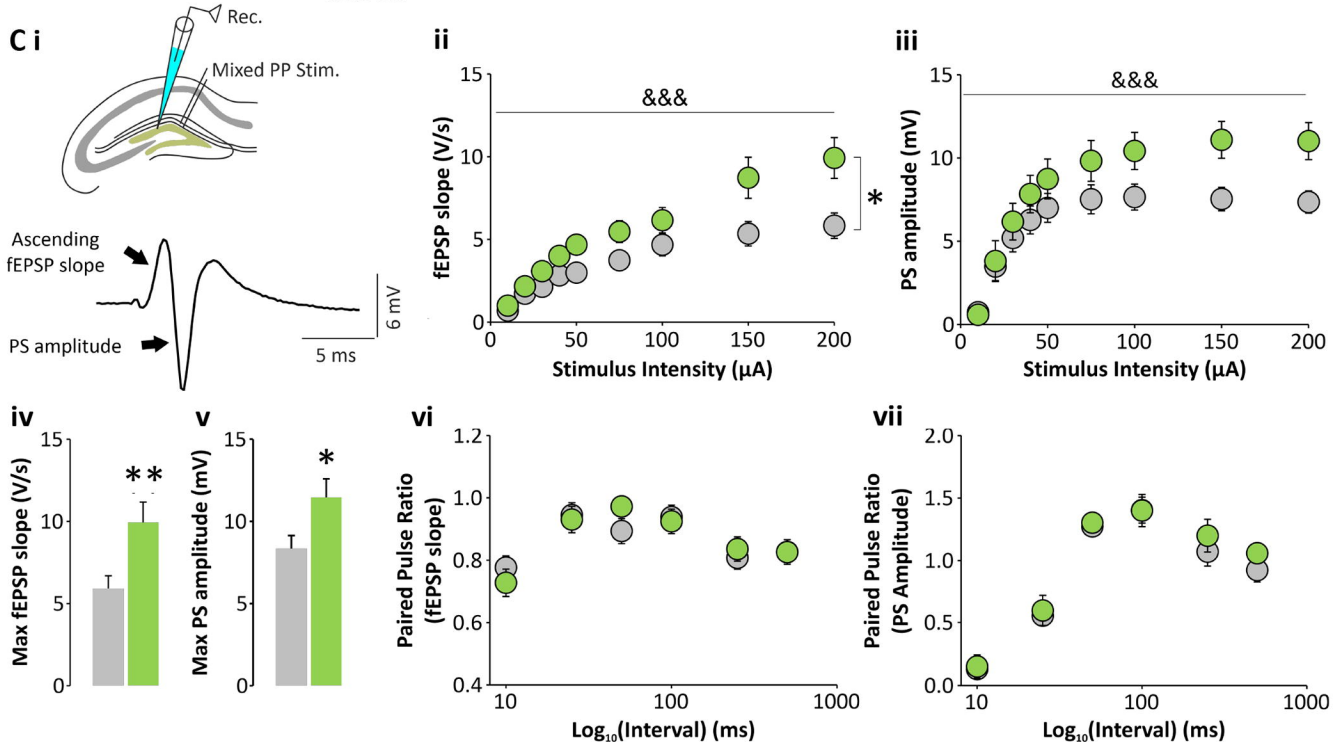 C i
Rec.
Mixed PP Stim.
Ascending
fEPSP slope
PS amplitude
6 mV
5 ms
ii
&&&
*
fEPSP slope (V/s)
15
10
5
0
0 50 100 150 200
Stimulus Intensity (μA)
iii
&&&
PS amplitude (mV)
15
10
5
0
0 50 100 150 200
Stimulus Intensity (μA)
iv
Max fEPSP slope (V/s)
15
10
5
0
**
v
Max PS amplitude (mV)
15
10
5
0
*
vi
Paired Pulse Ratio
(fEPSP slope)
1.2
1.0
0.8
0.6
0.4
10 100 1000
Log₁₀(Interval) (ms)
vii
Paired Pulse Ratio
(PS Amplitude)
2.0
1.5
1.0
0.5
0.0
10 100 1000
Log₁₀(Interval) (ms)